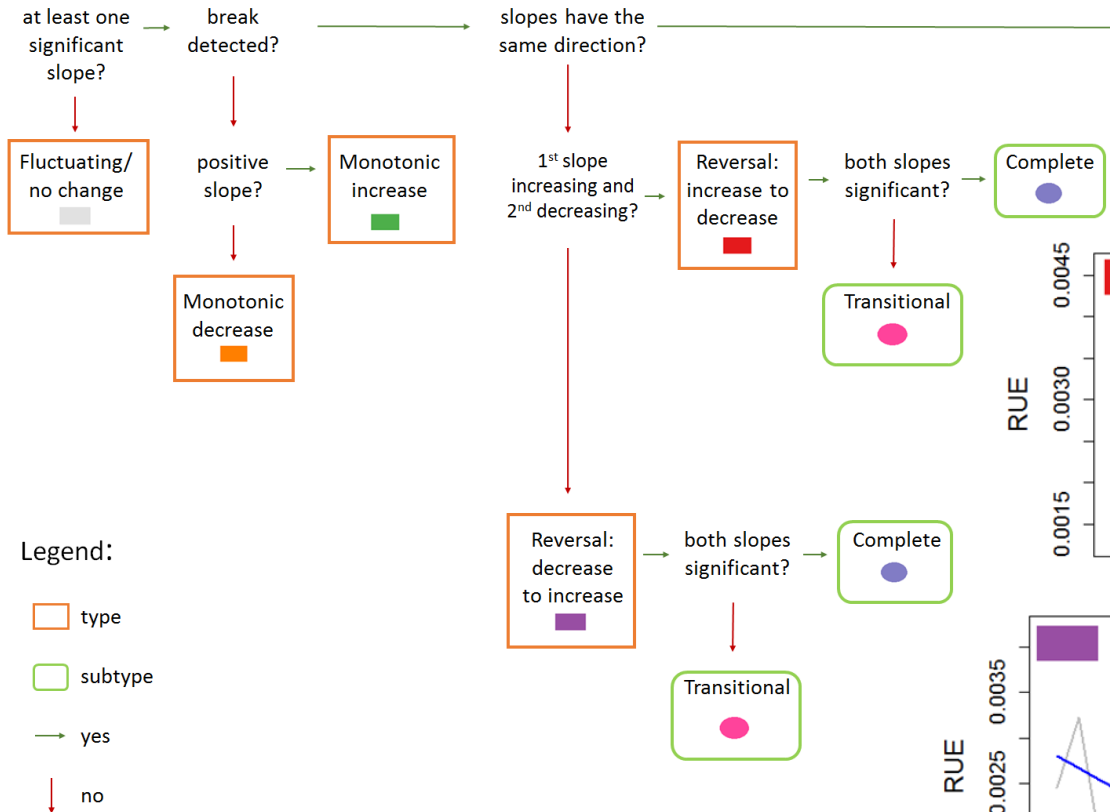 at least one
significant
slope?
break
detected?
slopes have the
same direction?
Fluctuating/
no change
positive
slope?
Monotonic
increase
1st slope
increasing and
2nd decreasing?
Reversal:
increase to
decrease
both slopes
significant?
Complete
Monotonic
decrease
Transitional
RUE
0.0045
0.0030
0.0015
Reversal:
decrease
to increase
both slopes
significant?
Complete
Transitional
Legend:
type
subtype
yes
no
RUE
0.0035
0.0025